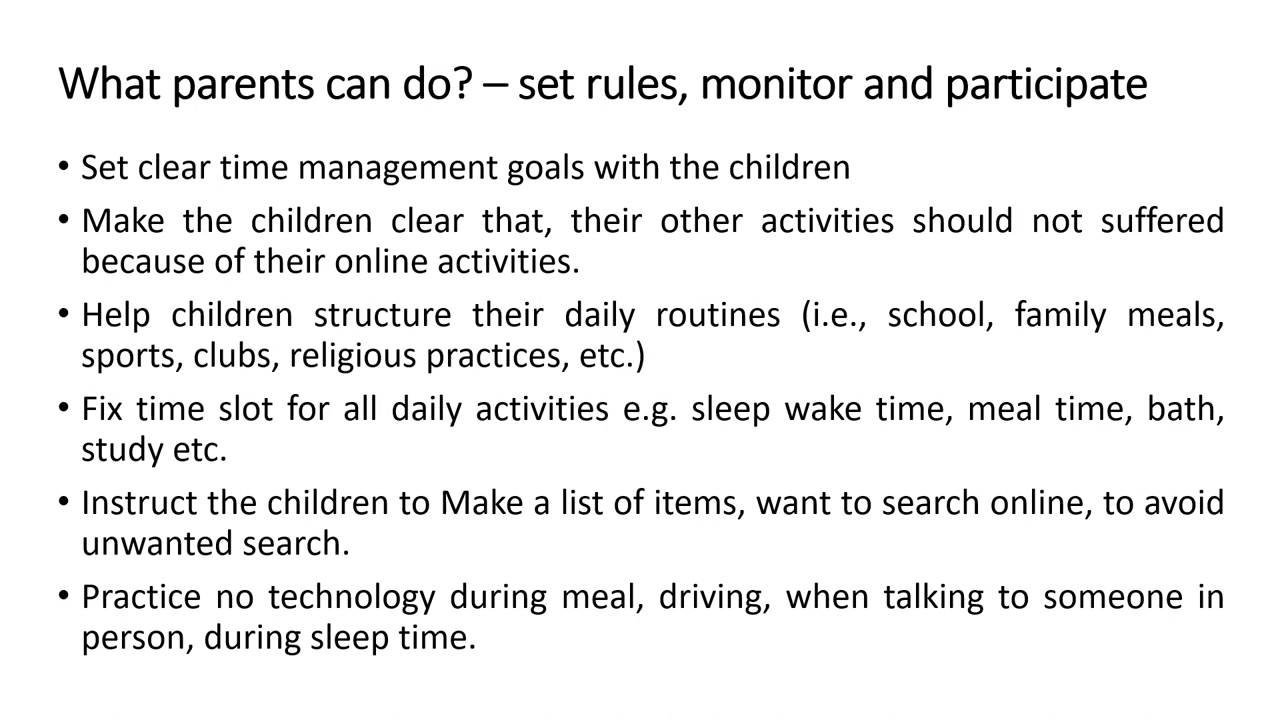 What parents can do? – set rules, monitor and participate
• Set clear time management goals with the children
• Make the children clear that, their other activities should not suffered
because of their online activities.
• Help children structure their daily routines (i.e., school, family meals,
sports, clubs, religious practices, etc.)
• Fix time slot for all daily activities e.g. sleep wake time, meal time, bath,
study etc.
• Instruct the children to Make a list of items, want to search online, to avoid
unwanted search.
• Practice no technology during meal, driving, when talking to someone in
person, during sleep time.